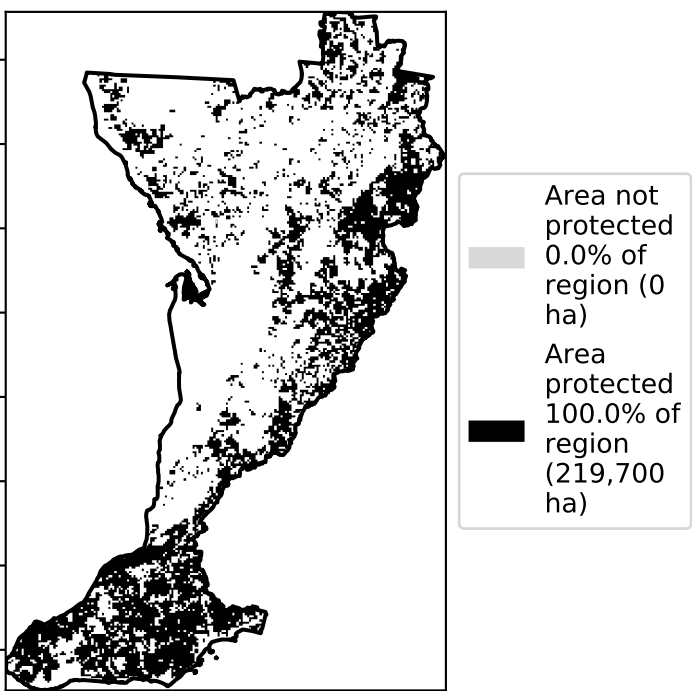 Area not
protected
0.0% of
region (0
ha)
Area
protected
100.0% of
region
(219,700
ha)